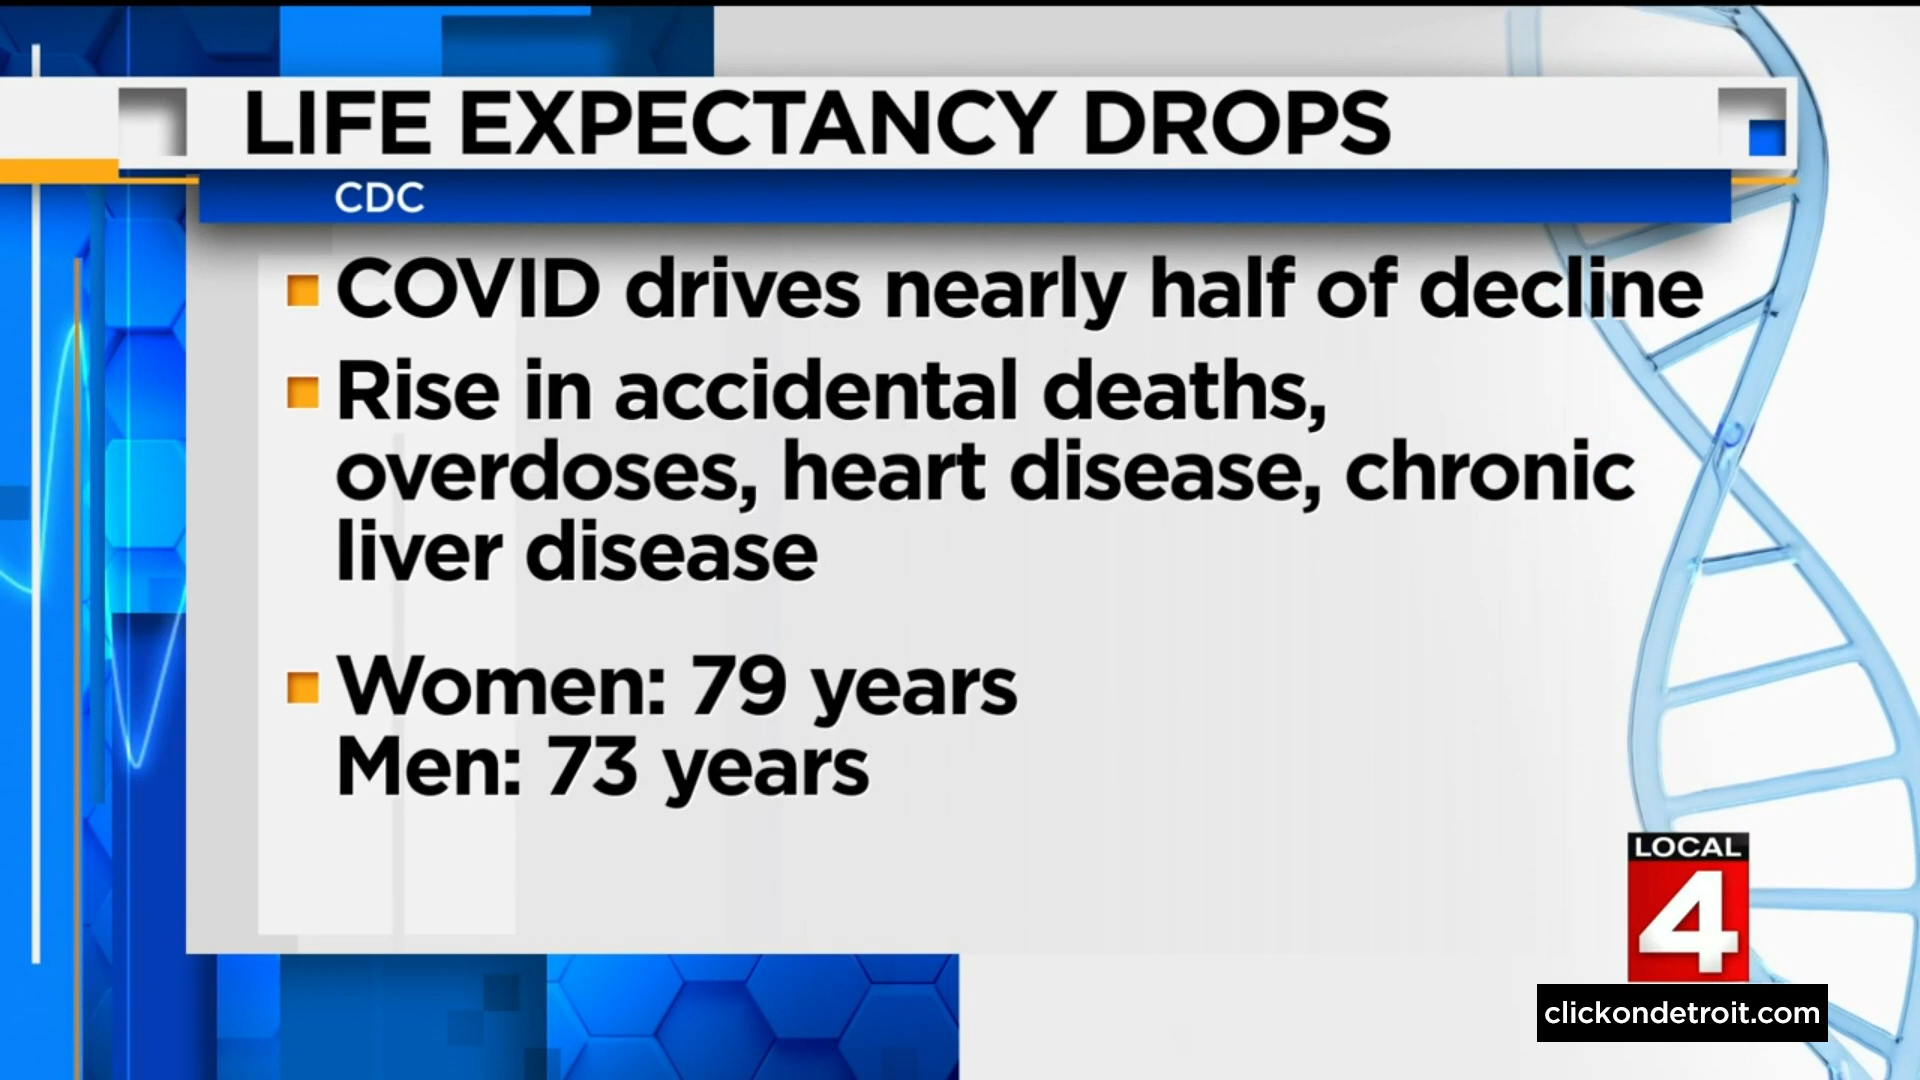 LIFE EXPECTANCY DROPS
CDC
COVID drives nearly half of decline
Rise in accidental deaths,
overdoses, heart disease, chronic
liver disease
Women: 79 years
Men: 73 years
LOCAL
4
clickondetroit.com